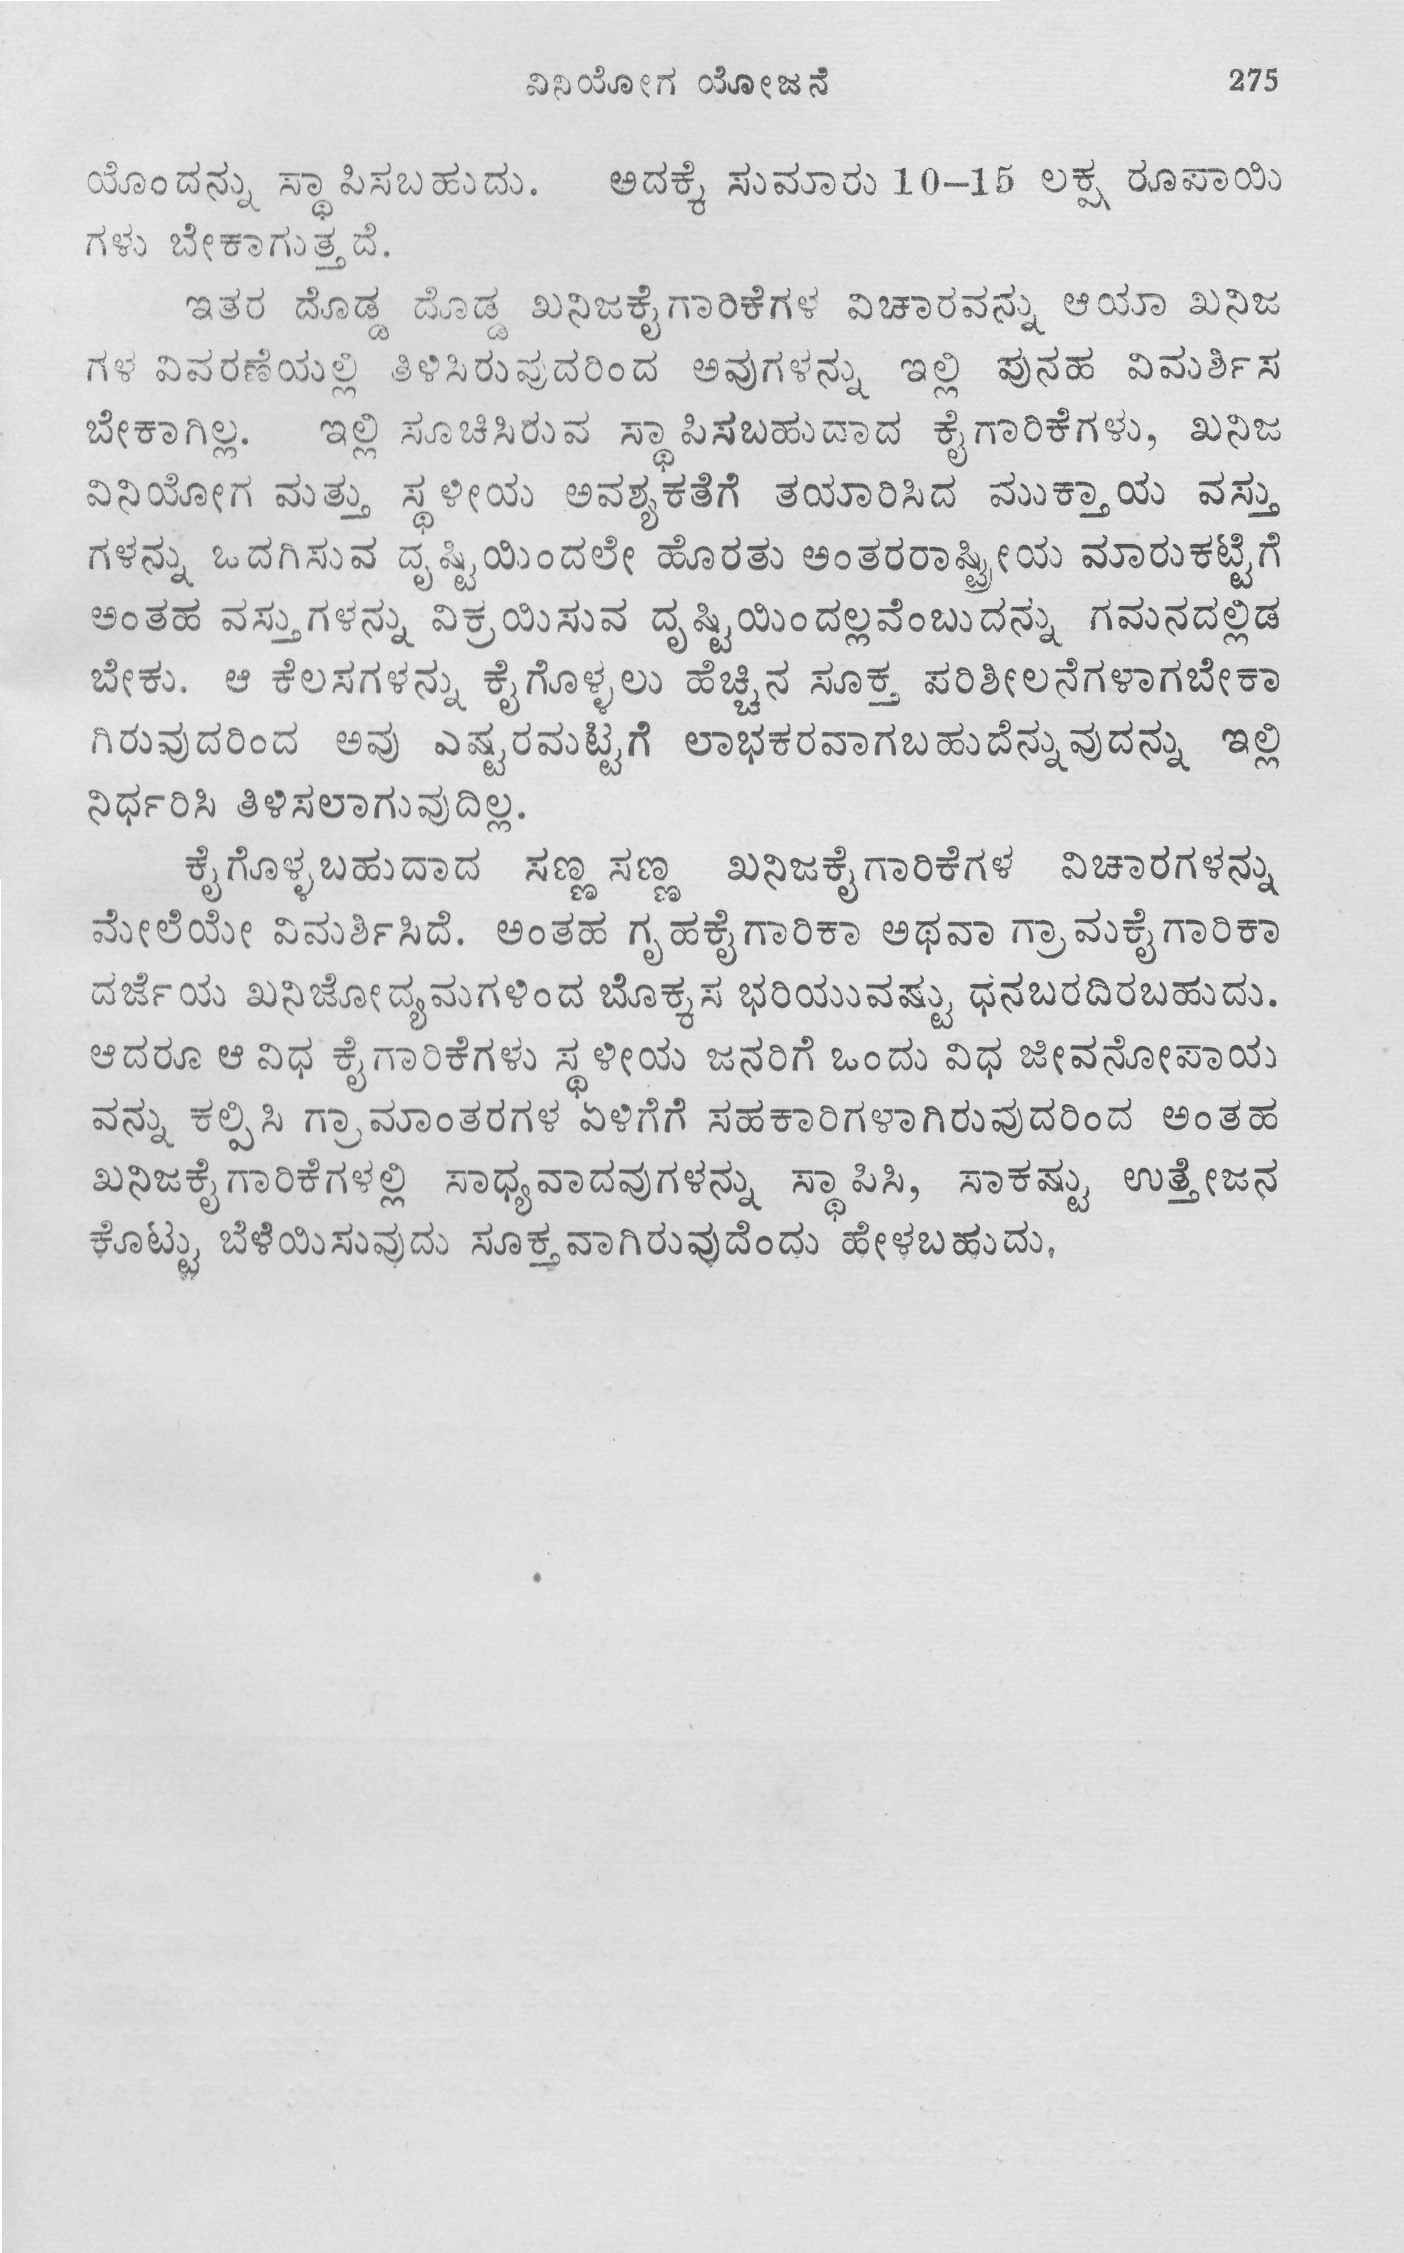 ವಿನಿಯೋಗ ಯೋಜನೆ 275
ಯೊಂದನ್ನು ಸ್ಥಾಪಿಸಬಹುದು. ಅದಕ್ಕೆ ಸುಮಾರು 10–15 ಲಕ್ಷ ರೂಪಾಯಿ
ಗಳು ಬೇಕಾಗುತ್ತದೆ.
ಇತರ ದೊಡ್ಡ ದೊಡ್ಡ ಖನಿಜಕೈಗಾರಿಕೆಗಳ ವಿಚಾರವನ್ನು ಆಯಾ ಖನಿಜ
ಗಳ ವಿವರಣೆಯಲ್ಲಿ ತಿಳಿಸಿರುವುದರಿಂದ ಅವುಗಳನ್ನು ಇಲ್ಲಿ ಪುನಹ ವಿಮರ್ಶಿಸ
ಬೇಕಾಗಿಲ್ಲ. ಇಲ್ಲಿ ಸೂಚಿಸಿರುವ ಸ್ಥಾಪಿಸಬಹುದಾದ ಕೈಗಾರಿಕೆಗಳು, ಖನಿಜ
ವಿನಿಯೋಗ ಮತ್ತು ಸ್ಥಳೀಯ ಅವಶ್ಯಕತೆಗೆ ತಯಾರಿಸಿದ ಮುಕ್ತಾಯ ವಸ್ತು
ಗಳನ್ನು ಒದಗಿಸುವ ದೃಷ್ಟಿಯಿಂದಲೇ ಹೊರತು ಅಂತರರಾಷ್ಟ್ರೀಯ ಮಾರುಕಟ್ಟೆಗೆ
ಅಂತಹ ವಸ್ತುಗಳನ್ನು ವಿಕ್ರಯಿಸುವ ದೃಷ್ಟಿಯಿಂದಲ್ಲವೆಂಬುದನ್ನು ಗಮನದಲ್ಲಿಡ
ಬೇಕು. ಆ ಕೆಲಸಗಳನ್ನು ಕೈಗೊಳ್ಳಲು ಹೆಚ್ಚಿನ ಸೂಕ್ತ ಪರಿಶೀಲನೆಗಳಾಗಬೇಕಾ
ಗಿರುವುದರಿಂದ ಅವು ಎಷ್ಟರಮಟ್ಟಿಗೆ ಲಾಭಕರವಾಗಬಹುದೆನ್ನುವುದನ್ನು ಇಲ್ಲಿ
ನಿರ್ಧರಿಸಿ ತಿಳಿಸಲಾಗುವುದಿಲ್ಲ.
ಕೈಗೊಳ್ಳಬಹುದಾದ ಸಣ್ಣ ಸಣ್ಣ ಖನಿಜಕೈಗಾರಿಕೆಗಳ ವಿಚಾರಗಳನ್ನು
ಮೇಲೆಯೇ ವಿಮರ್ಶಿಸಿದೆ. ಅಂತಹ ಗೃಹಕೈಗಾರಿಕಾ ಅಥವಾ ಗ್ರಾಮಕೈಗಾರಿಕಾ
ದರ್ಜೆಯ ಖನಿಜೋದ್ಯಮಗಳಿಂದ ಬೊಕ್ಕಸ ಭರಿಯುವಷ್ಟು ಧನಬರದಿರಬಹುದು.
ಆದರೂ ಆ ವಿಧ ಕೈಗಾರಿಕೆಗಳು ಸ್ಥಳೀಯ ಜನರಿಗೆ ಒಂದು ವಿಧ ಜೀವನೋಪಾಯ
ವನ್ನು ಕಲ್ಪಿಸಿ ಗ್ರಾಮಾಂತರಗಳ ಏಳಿಗೆಗೆ ಸಹಕಾರಿಗಳಾಗಿರುವುದರಿಂದ ಅಂತಹ
ಖನಿಜಕೈಗಾರಿಕೆಗಳಲ್ಲಿ ಸಾಧ್ಯವಾದವುಗಳನ್ನು ಸ್ಥಾಪಿಸಿ, ಸಾಕಷ್ಟು ಉತ್ತೇಜನ
ಕೊಟ್ಟು ಬೆಳೆಯಿಸುವುದು ಸೂಕ್ತವಾಗಿರುವುದೆಂದು ಹೇಳಬಹುದು.